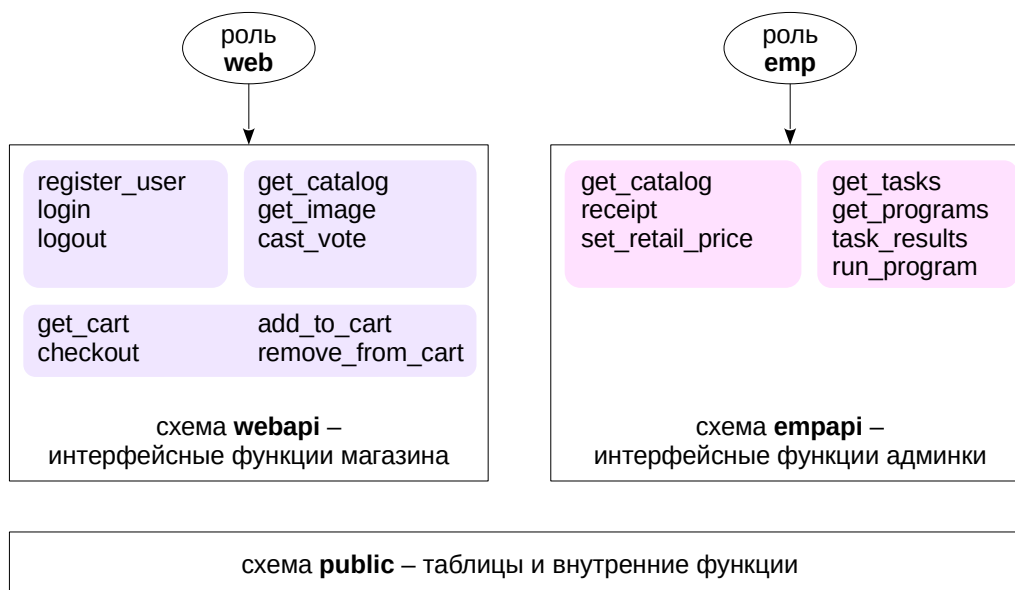 роль
web
роль
emp
register_user
login
logout
get_catalog
get_image
cast_vote
get_cart
checkout
add_to_cart
remove_from_cart
схема webapi –
интерфейсные функции магазина
get_catalog
receipt
set_retail_price
get_tasks
get_programs
task_results
run_program
схема empapi –
интерфейсные функции админки
схема public – таблицы и внутренние функции